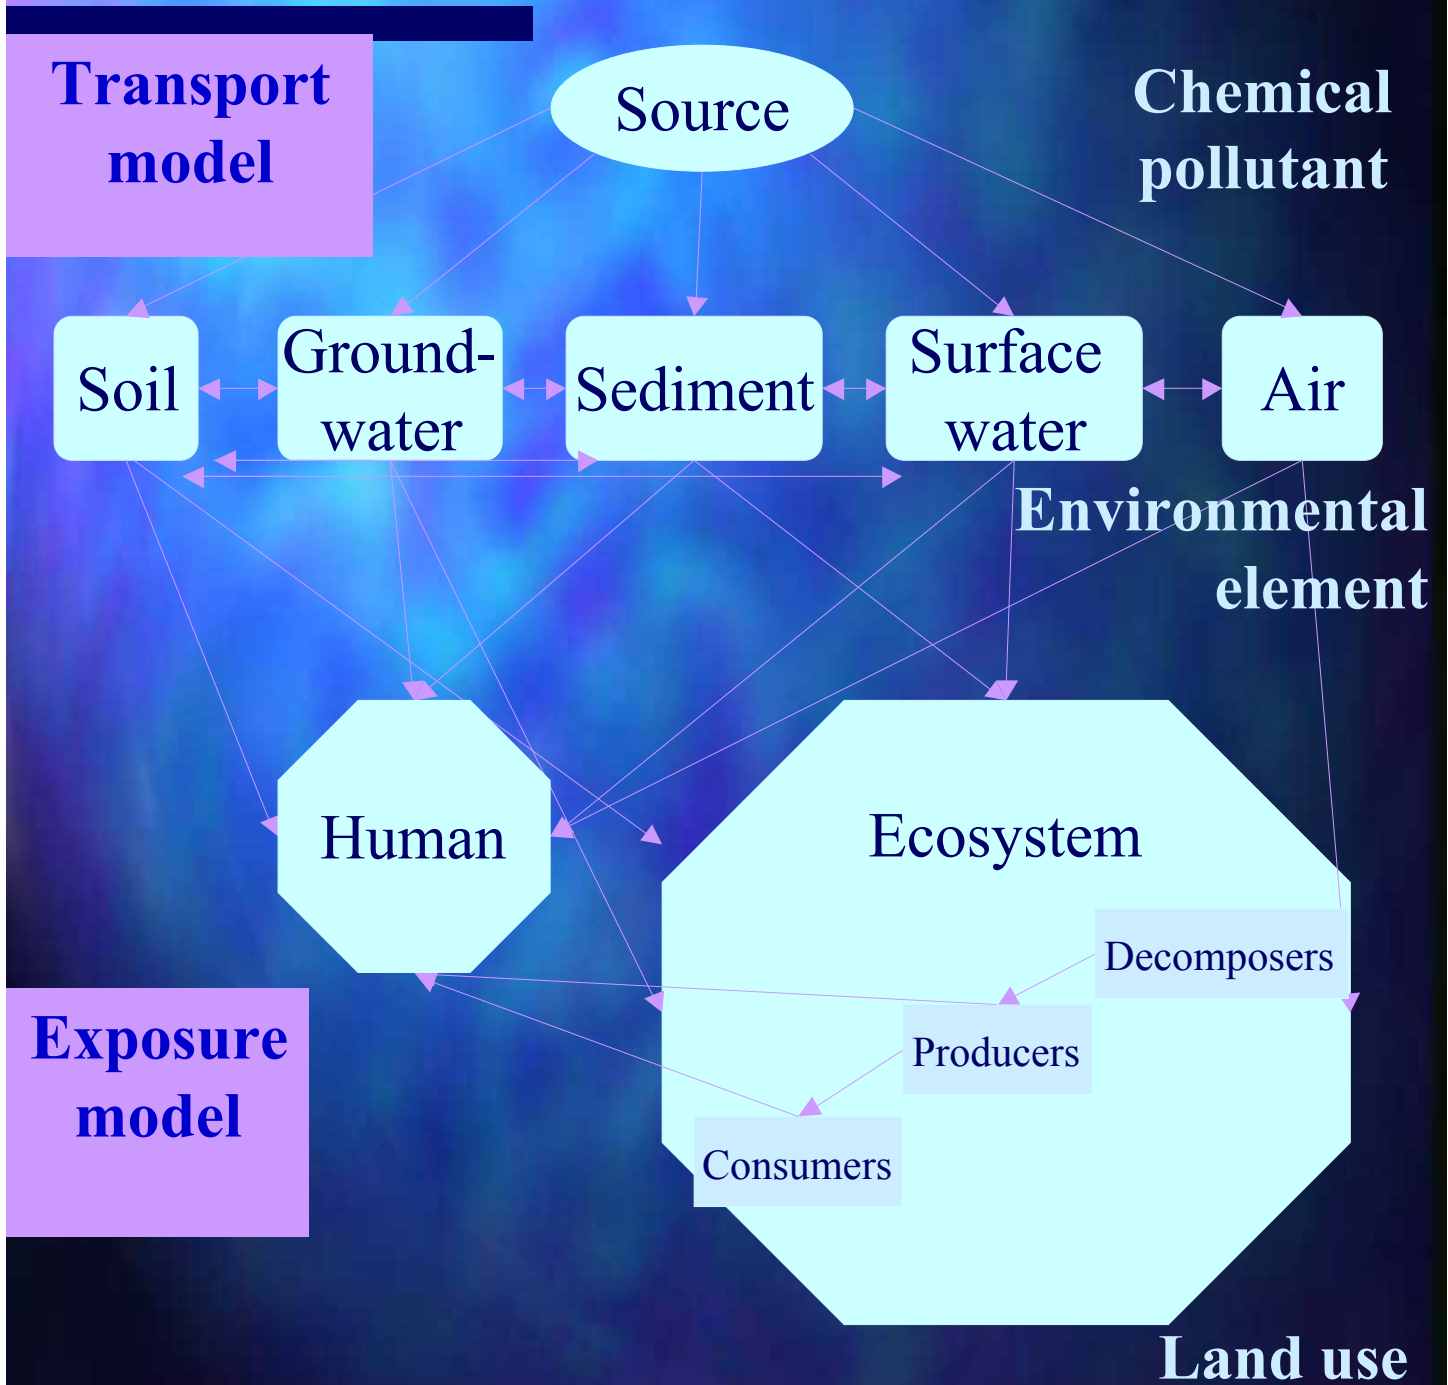 Transport
model
Source
Chemical
pollutant
Soil
Ground-
water
Sediment
Surface
water
Air
Environmental
element
Human
Ecosystem
Decomposers
Producers
Consumers
Exposure
model
Land use